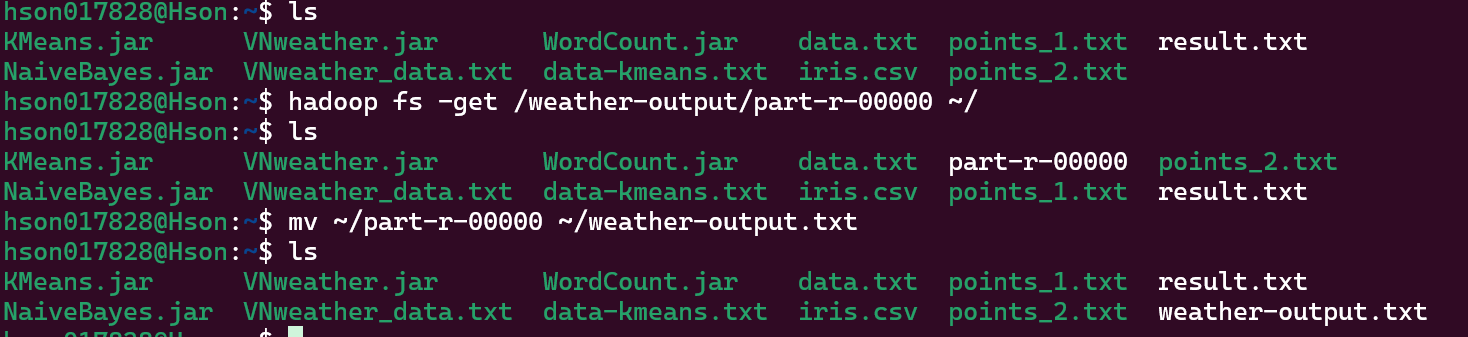 hson017828@Hson:~$ ls
KMeans.jar VNweather.jar WordCount.jar data.txt points_1.txt result.txt
NaiveBayes.jar VNweather_data.txt data-kmeans.txt iris.csv points_2.txt
hson017828@Hson:~$ hadoop fs -get /weather-output/part-r-00000 ~/
hson017828@Hson:~$ ls
KMeans.jar VNweather.jar WordCount.jar data.txt part-r-00000 points_2.txt
NaiveBayes.jar VNweather_data.txt data-kmeans.txt iris.csv points_1.txt result.txt
hson017828@Hson:~$ mv ~/part-r-00000 ~/weather-output.txt
hson017828@Hson:~$ ls
KMeans.jar VNweather.jar WordCount.jar data.txt points_1.txt result.txt
NaiveBayes.jar VNweather_data.txt data-kmeans.txt iris.csv points_2.txt weather-output.txt
hson017828@Hson:~$